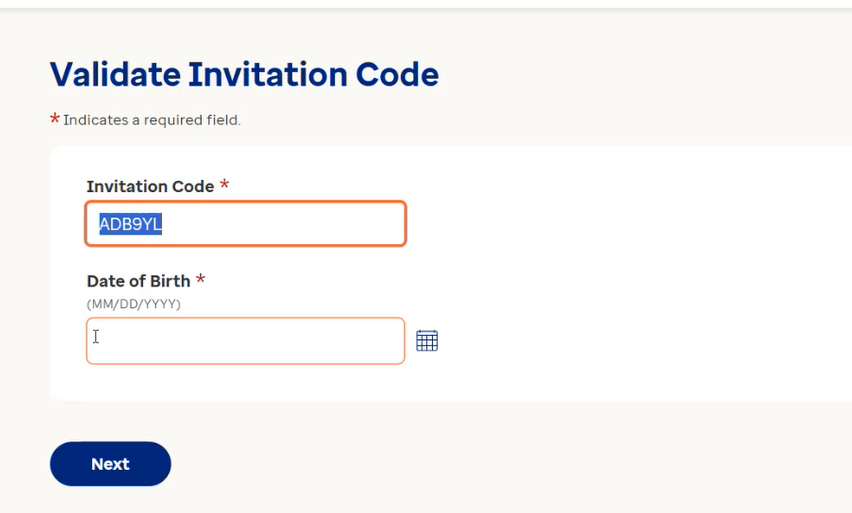 Validate Invitation Code
* Indicates a required field.
Invitation Code *
ADB9YL
Date of Birth *
(MM/DD/YYYY)
Next